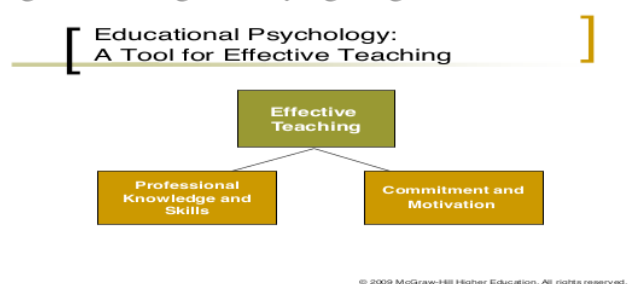 Educational Psychology:
A Tool for Effective Teaching
Effective
Teaching
Professional
Knowledge and
Skills
Commitment and
Motivation
© 2009 McGraw-Hill Higher Education. All rights reserved.